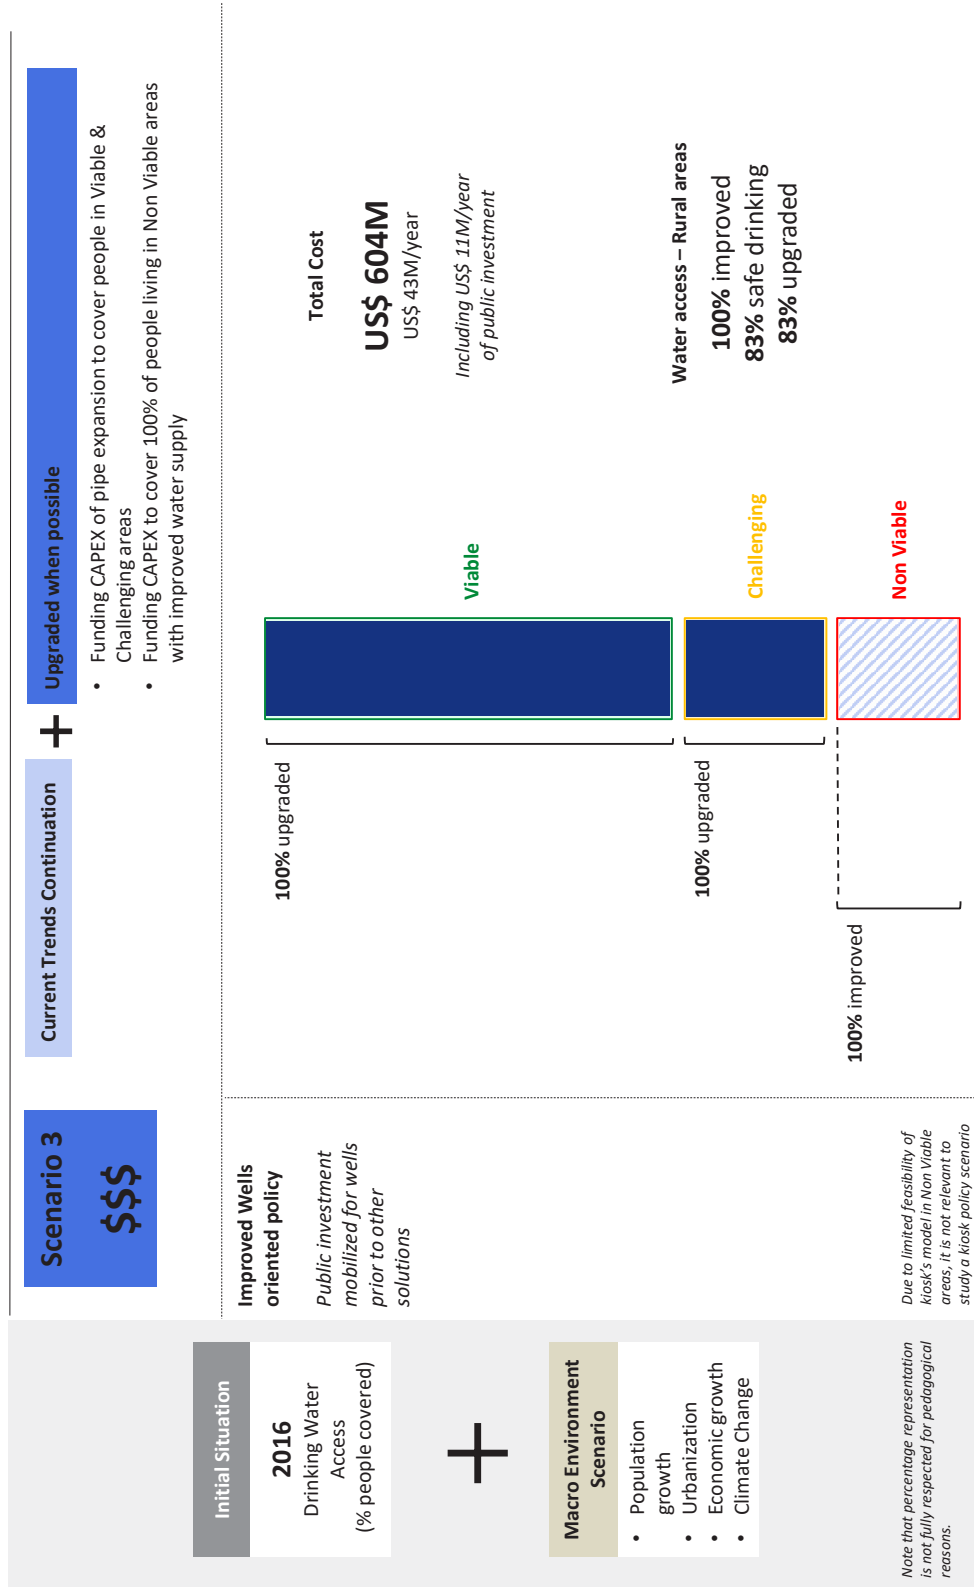 Initial Situation
2016
Drinking Water
Access
(% people covered)
+
Macro Environment
Scenario
• Population
growth
• Urbanization
• Economic growth
• Climate Change
Note that percentage representation
is not fully respected for pedagogical
reasons.
Scenario 3
$$$
Current Trends Continuation
+
Upgraded when possible
• Funding CAPEX of pipe expansion to cover people in Viable &
Challenging areas
• Funding CAPEX to cover 100% of people living in Non Viable areas
with improved water supply
Improved Wells
oriented policy
Public investment
mobilized for wells
prior to other
solutions
Due to limited feasibility of
kiosk's model in Non Viable
areas, it is not relevant to
study a kiosk policy scenario
100% upgraded
100% upgraded
100% improved
Viable
Challenging
Non Viable
Total Cost
US$ 604M
US$ 43M/year
Including US$ 11M/year
of public investment
Water access – Rural areas
100% improved
83% safe drinking
83% upgraded